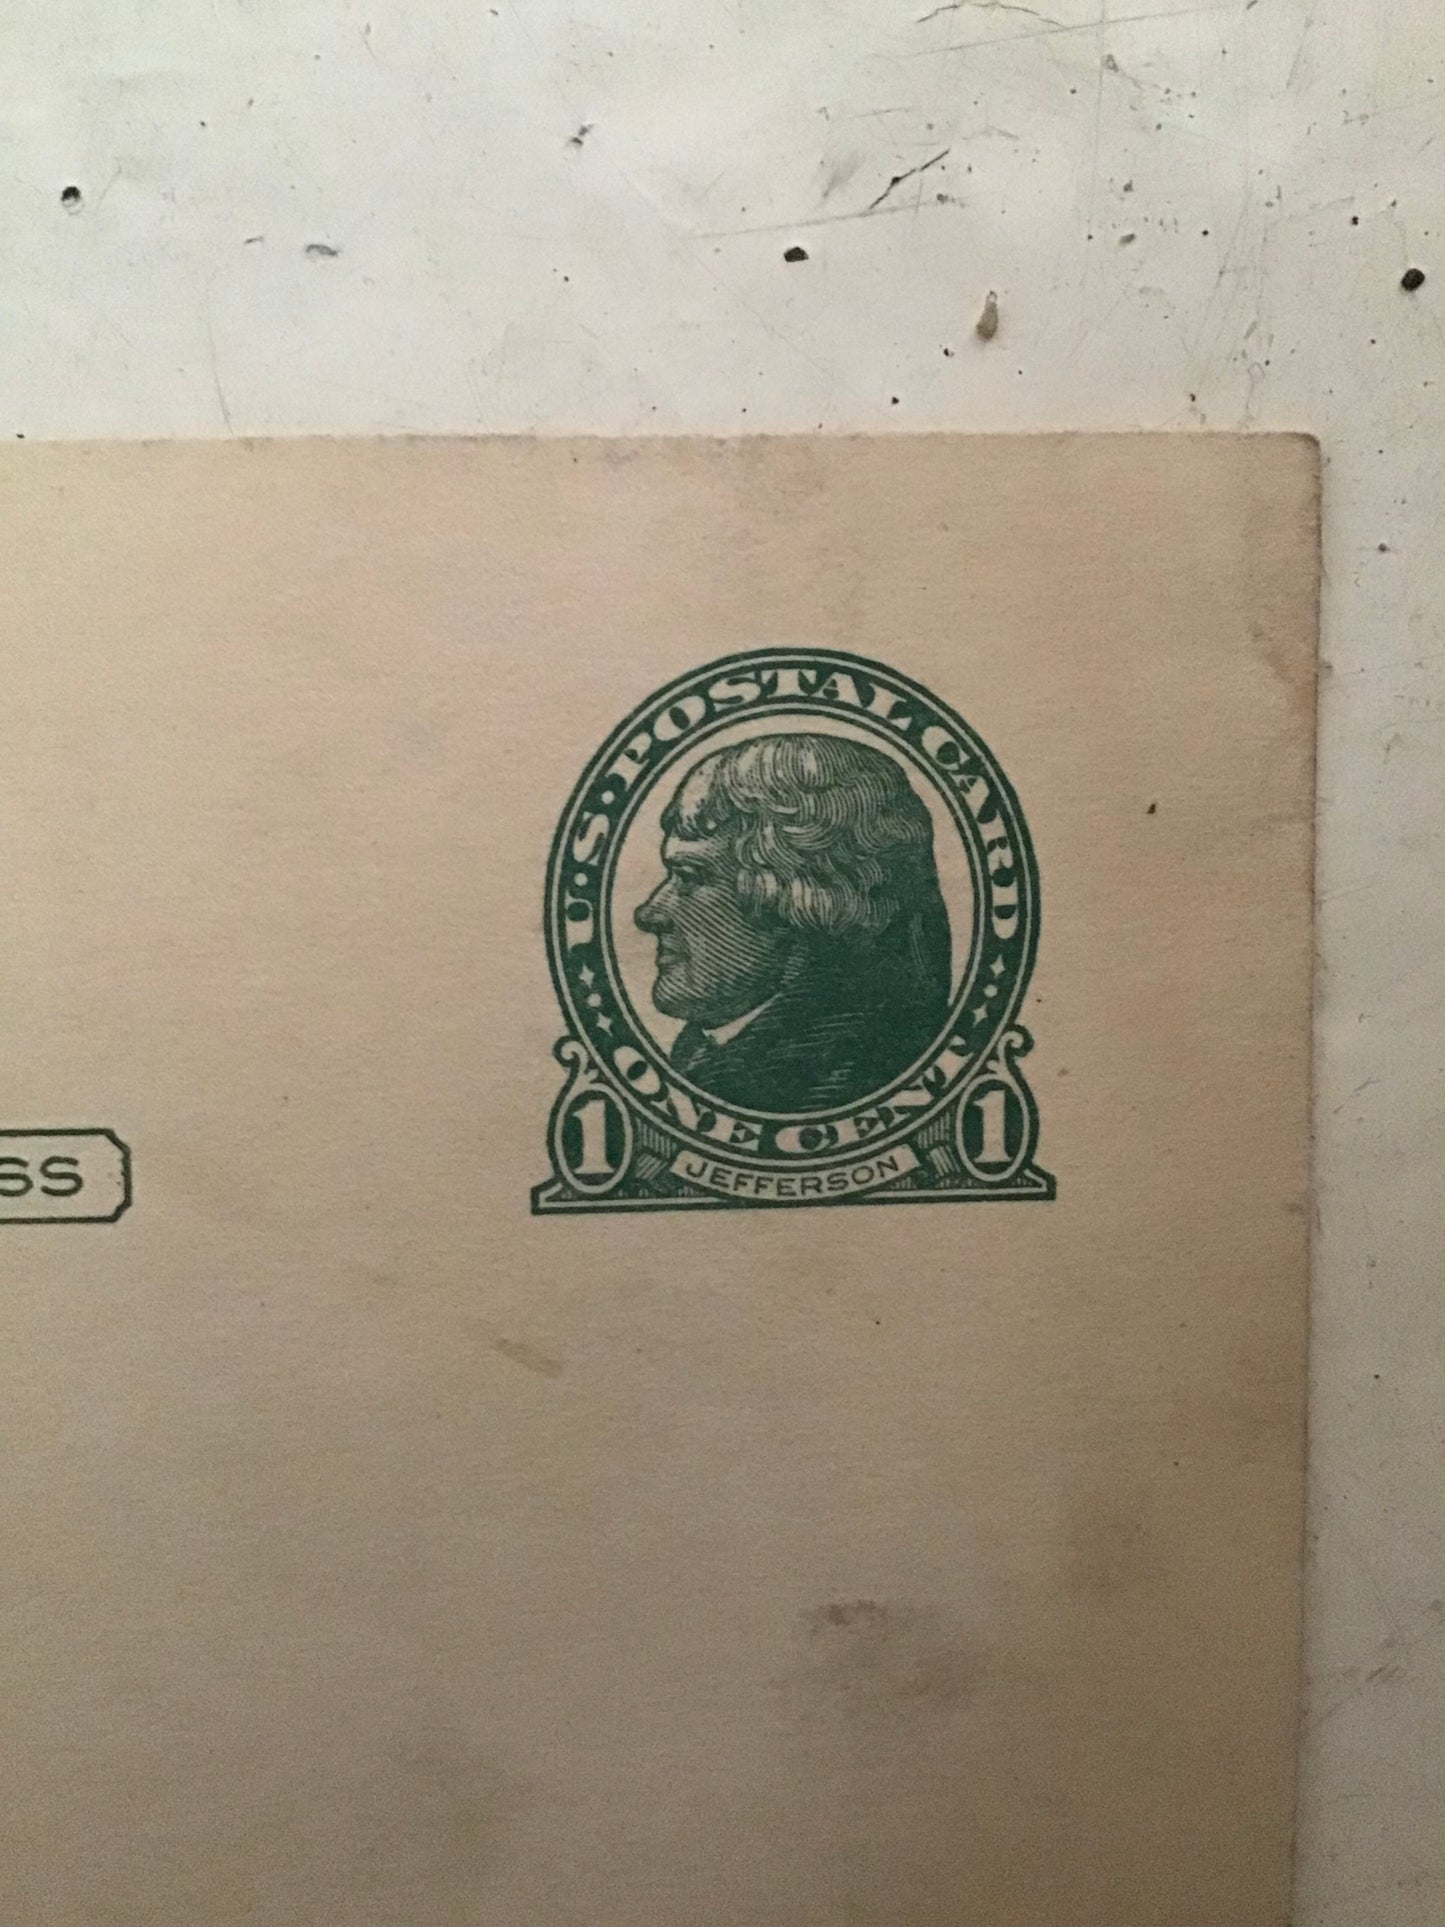 U.S. POSTAL CARD
ONE CENT
1 JEFFERSON 1
SS